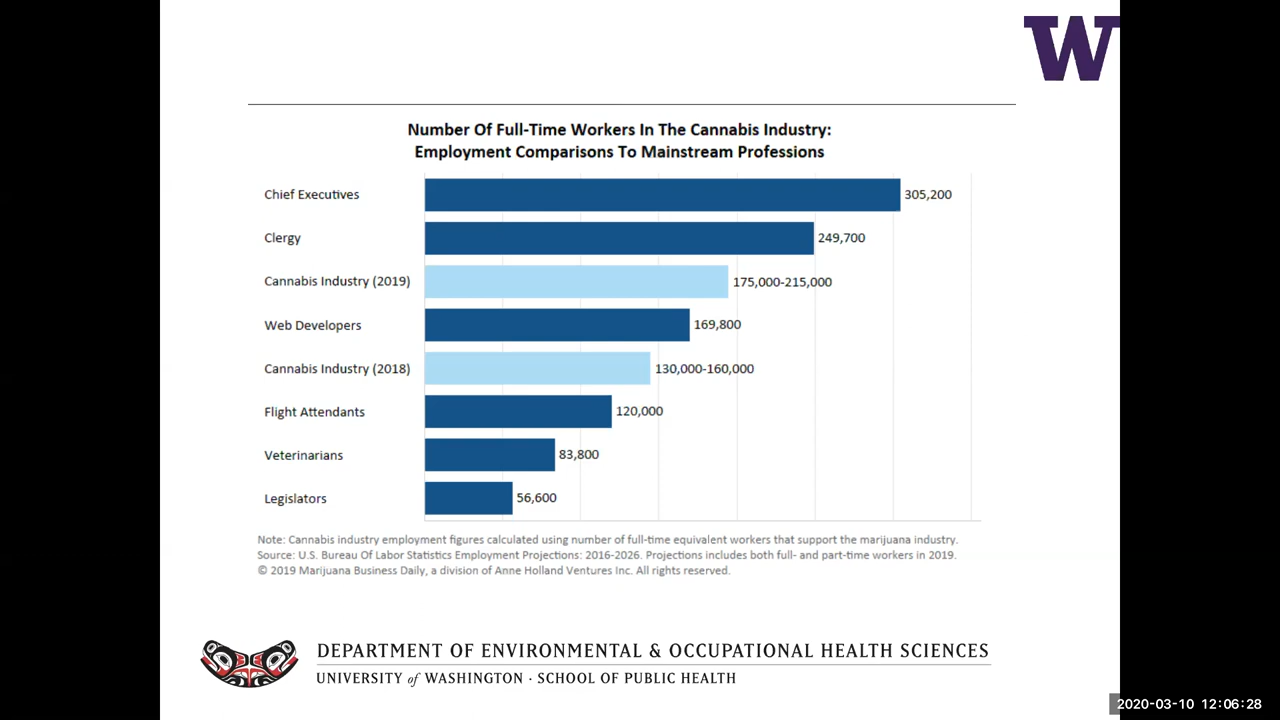 W
Number Of Full-Time Workers In The Cannabis Industry:
Employment Comparisons To Mainstream Professions
Chief Executives 305,200
Clergy 249,700
Cannabis Industry (2019) 175,000-215,000
Web Developers 169,800
Cannabis Industry (2018) 130,000-160,000
Flight Attendants 120,000
Veterinarians 83,800
Legislators 56,600
Note: Cannabis industry employment figures calculated using number of full-time equivalent workers that support the marijuana industry.
Source: U.S. Bureau Of Labor Statistics Employment Projections: 2016-2026. Projections includes both full- and part-time workers in 2019.
© 2019 Marijuana Business Daily, a division of Anne Holland Ventures Inc. All rights reserved.
DEPARTMENT OF ENVIRONMENTAL & OCCUPATIONAL HEALTH SCIENCES
UNIVERSITY of WASHINGTON · SCHOOL OF PUBLIC HEALTH
2020-03-10 12:06:28